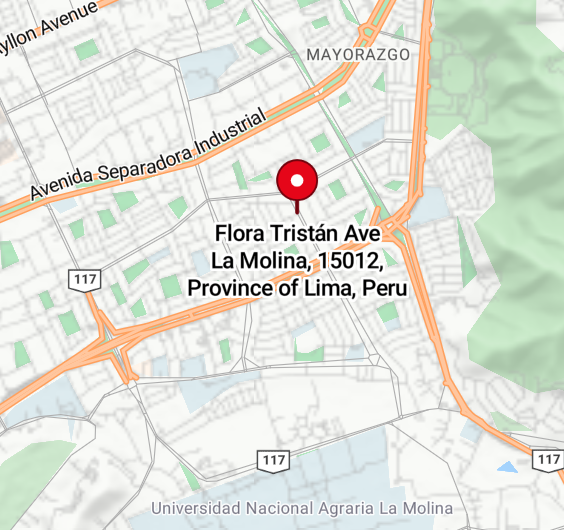 yllon Avenue
MAYORAZGO
Avenida Separadora Industrial
Flora Tristán Ave
La Molina, 15012,
Province of Lima, Peru
117
117
117
Universidad Nacional Agraria La Molina